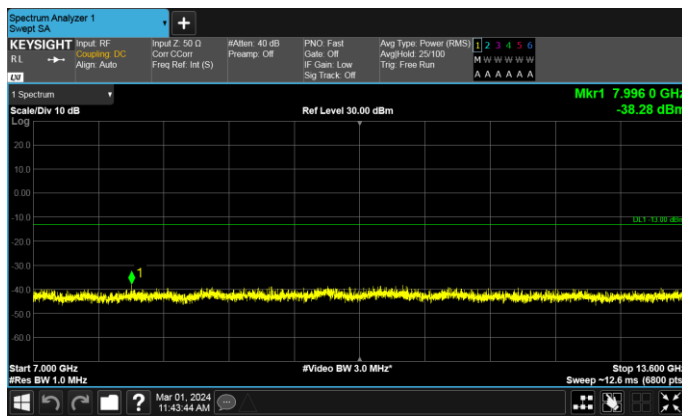 Spectrum Analyzer 1
Swept SA
KEYSIGHT
RL
LXI
Input: RF
Coupling: DC
Align: Auto
Input Z: 50 Ω
Corr CCorr
Freq Ref: Int (S)
#Atten: 40 dB
Preamp: Off
PNO: Fast
Gate: Off
IF Gain: Low
Sig Track: Off
Avg Type: Power (RMS)
Avg|Hold: 25/100
Trig: Free Run
1 2 3 4 5 6
M W W W W W
A A A A A A
1 Spectrum
Mkr1 7.996 0 GHz
Scale/Div 10 dB
Ref Level 30.00 dBm
-38.28 dBm
Log
20.0
10.0
0.00
-10.0
DL1 -13.00 dBm
-20.0
-30.0
1
-40.0
-50.0
-60.0
Start 7.000 GHz
#Video BW 3.0 MHz*
Stop 13.600 GHz
#Res BW 1.0 MHz
Sweep ~12.6 ms (6800 pts)
?
Mar 01, 2024
11:43:44 AM